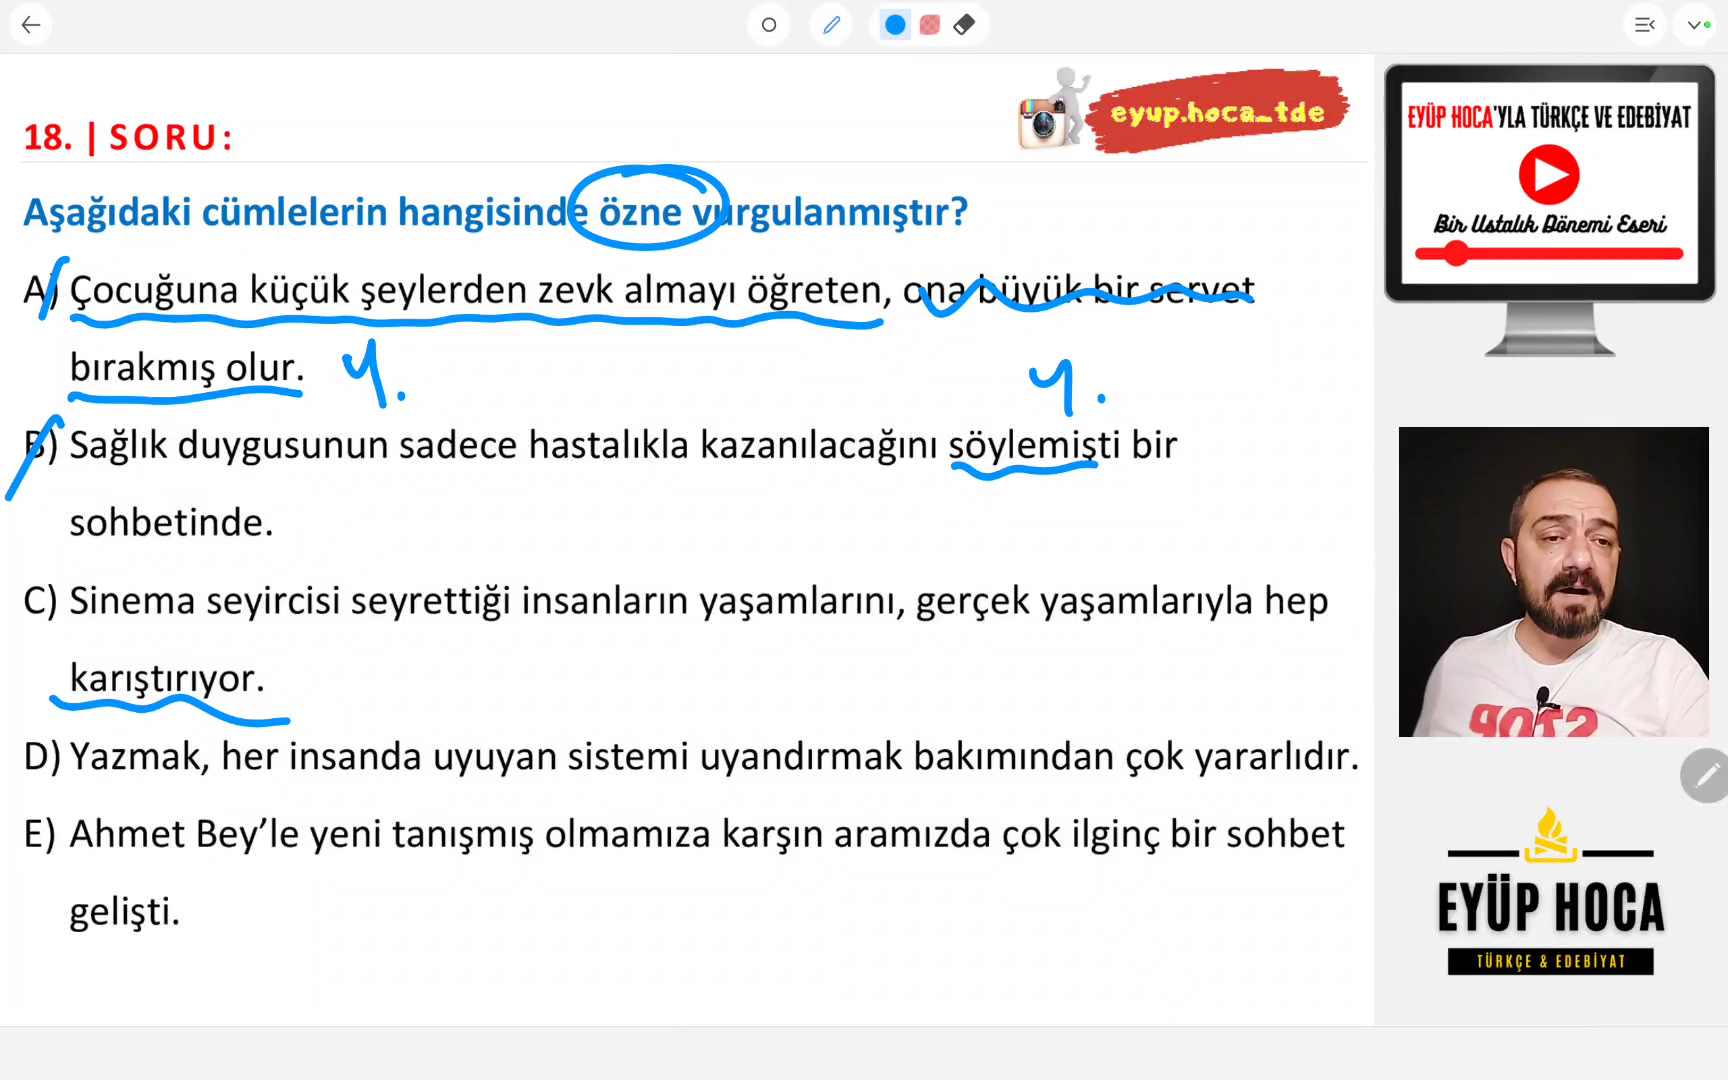 18. | SORU:
eyup.hoca_tde
EYÜP HOCA'YLA TÜRKÇE VE EDEBİYAT
Bir Ustalık Dönemi Eseri
Aşağıdaki cümlelerin hangisinde özne vurgulanmıştır?
A) Çocuğuna küçük şeylerden zevk almayı öğreten, ona büyük bir servet
bırakmış olur.
B) Sağlık duygusunun sadece hastalıkla kazanılacağını söylemişti bir
sohbetinde.
C) Sinema seyircisi seyrettiği insanların yaşamlarını, gerçek yaşamlarıyla hep
karıştırıyor.
D) Yazmak, her insanda uyuyan sistemi uyandırmak bakımından çok yararlıdır.
E) Ahmet Bey’le yeni tanışmış olmamıza karşın aramızda çok ilginç bir sohbet
gelişti.
EYÜP HOCA
TÜRKÇE & EDEBİYAT